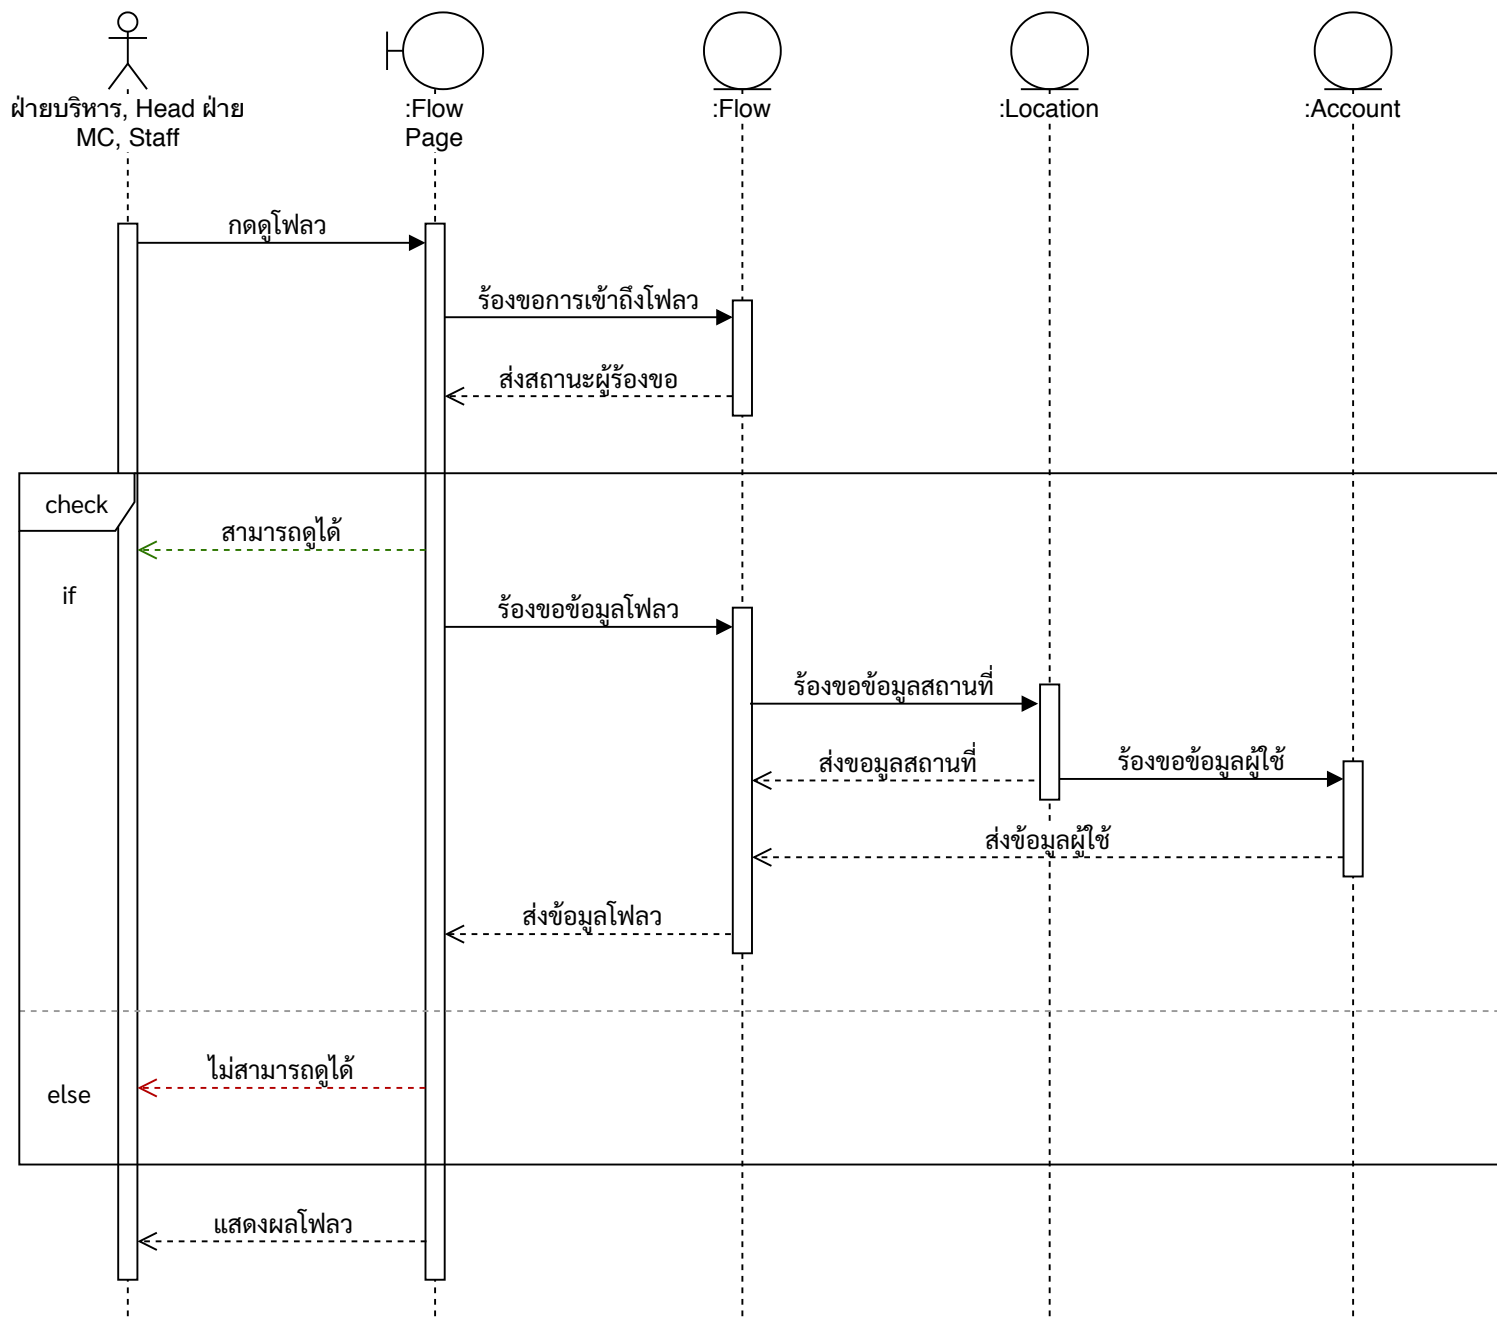 ฝ่ายบริหาร, Head ฝ่าย
MC, Staff
:Flow
Page
:Flow
:Location
:Account
กดดูโฟลว
ร้องขอการเข้าถึงโฟลว
ส่งสถานะผู้ร้องขอ
check
สามารถดูได้
if
ร้องขอข้อมูลโฟลว
ร้องขอข้อมูลสถานที่
ส่งขอมูลสถานที่
ร้องขอข้อมูลผู้ใช้
ส่งข้อมูลผู้ใช้
ส่งข้อมูลโฟลว
ไม่สามารถดูได้
else
แสดงผลโฟลว